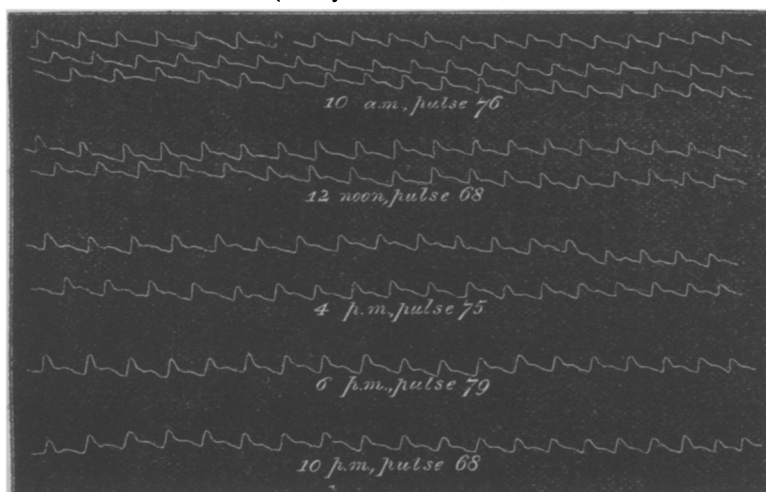 10 a.m., pulse 76
12 noon, pulse 68
4 p.m., pulse 75
6 p.m., pulse 79
10 p.m., pulse 68